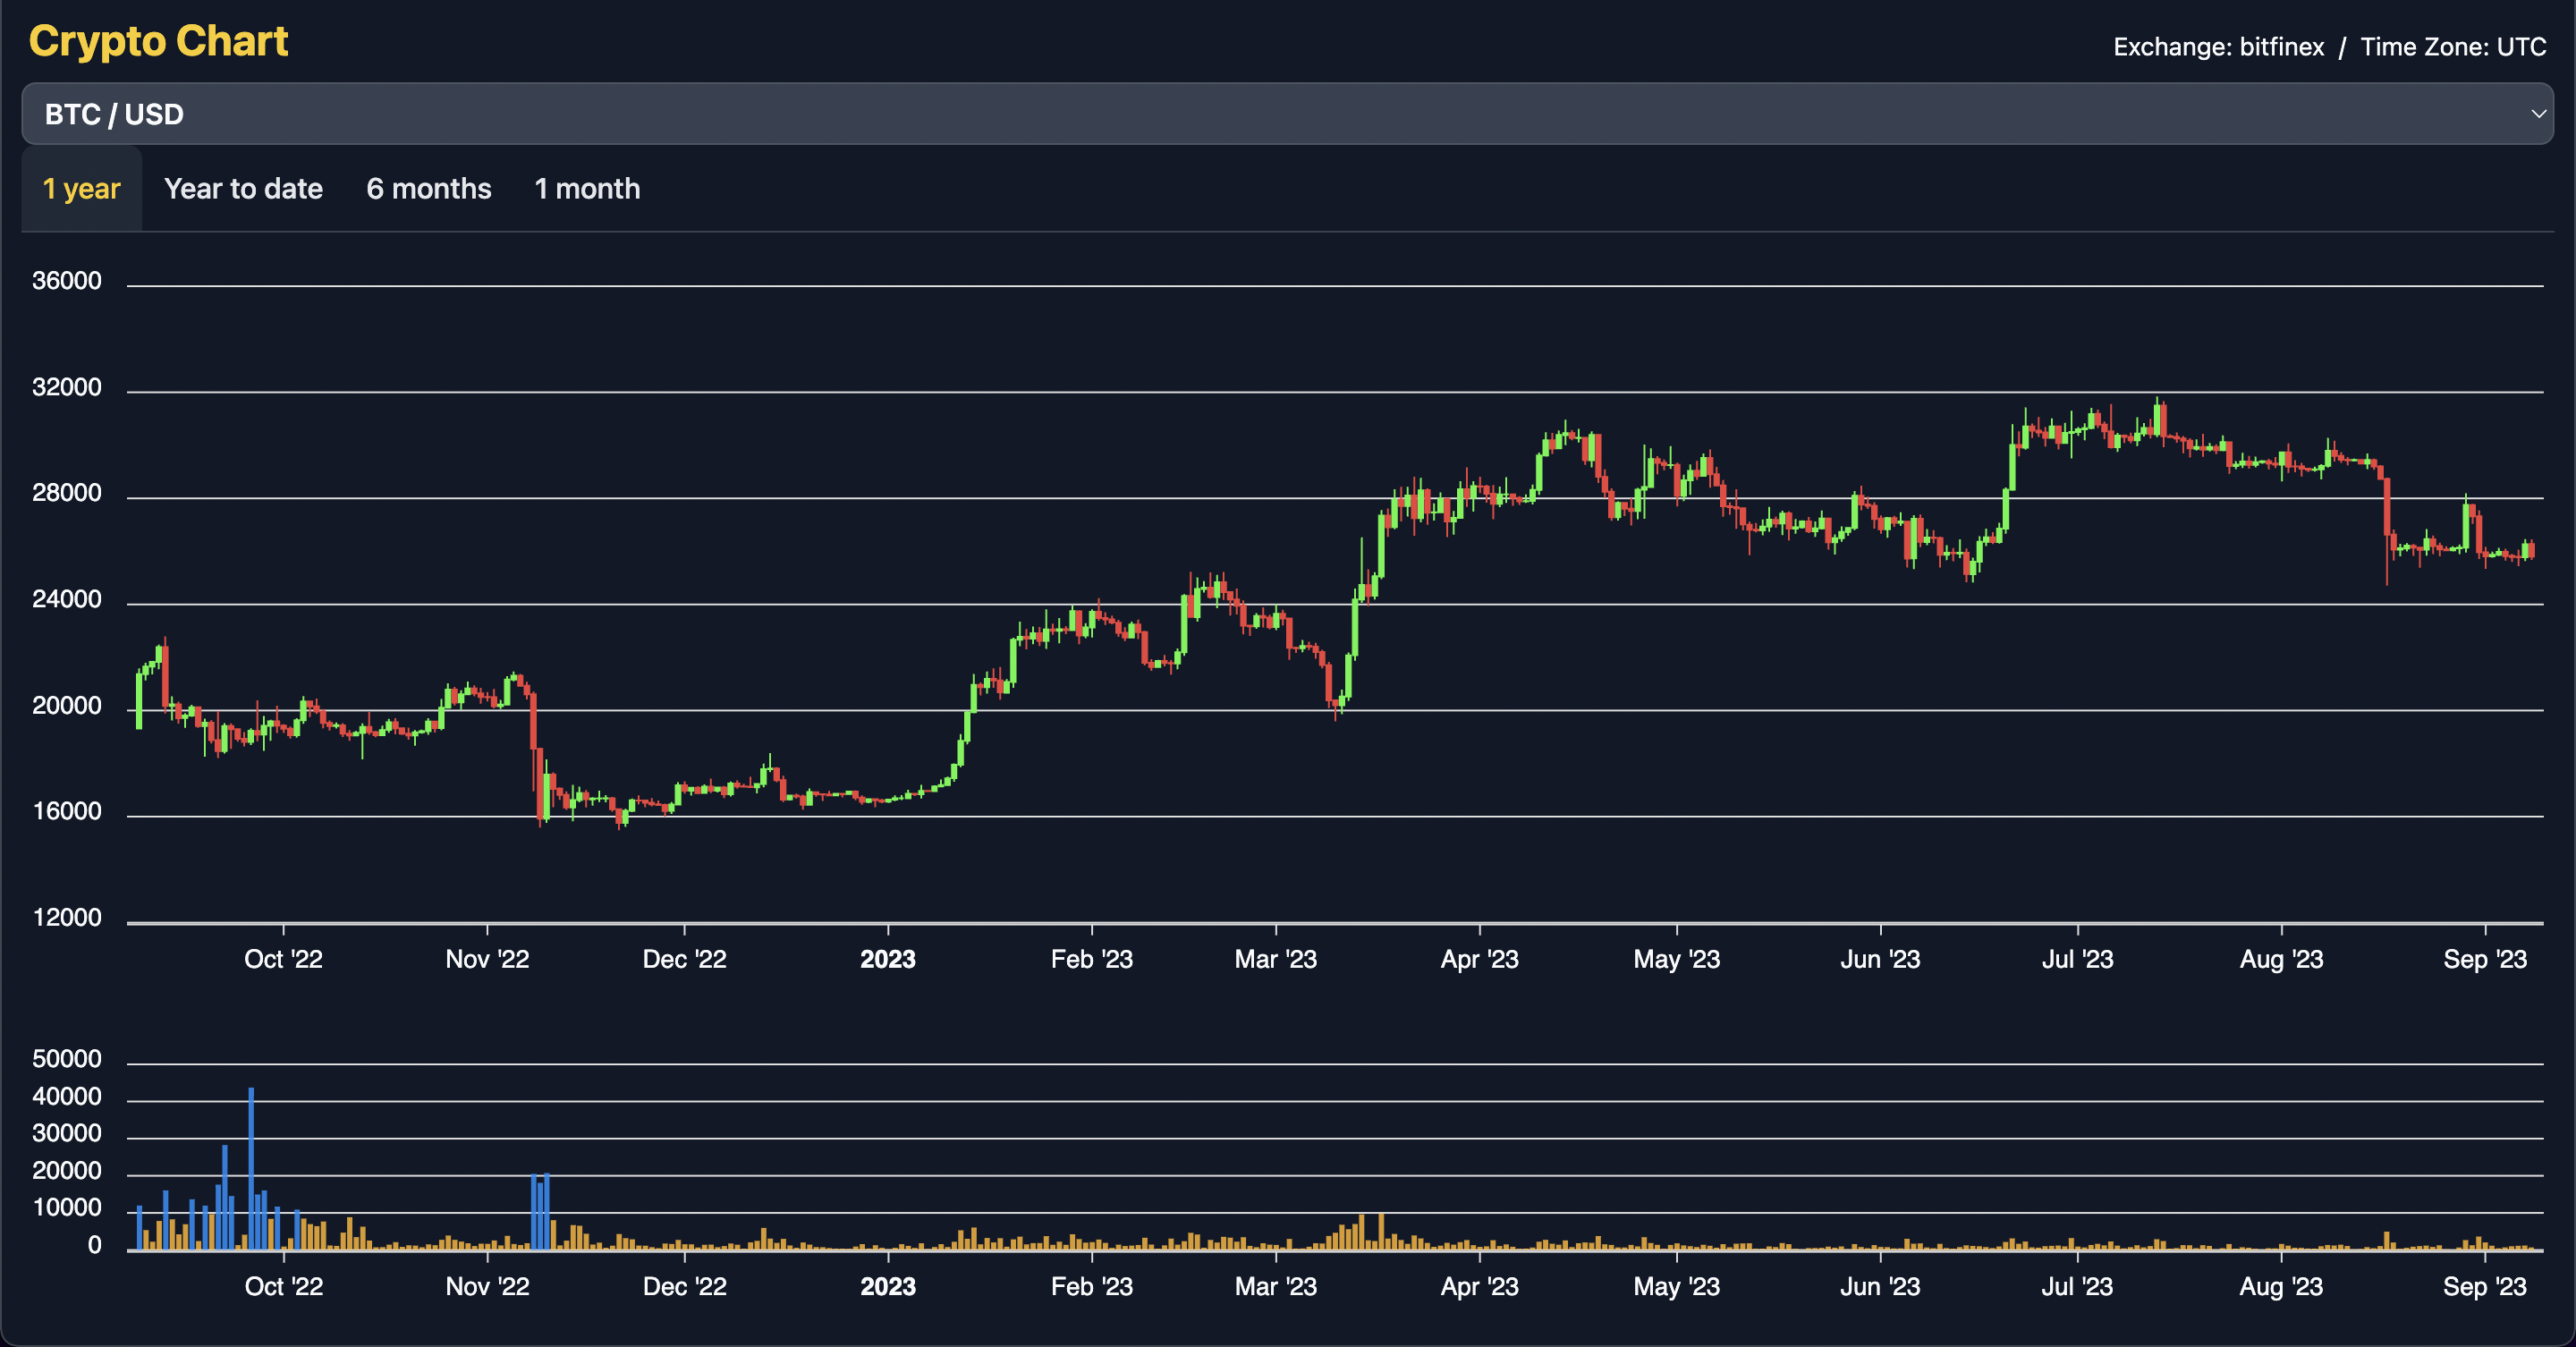 Crypto Chart
Exchange: bitfinex / Time Zone: UTC
BTC / USD
1 year Year to date 6 months 1 month
36000
32000
28000
24000
20000
16000
12000
Oct '22 Nov '22 Dec '22 2023 Feb '23 Mar '23 Apr '23 May '23 Jun '23 Jul '23 Aug '23 Sep '23
50000
40000
30000
20000
10000
0
Oct '22 Nov '22 Dec '22 2023 Feb '23 Mar '23 Apr '23 May '23 Jun '23 Jul '23 Aug '23 Sep '23